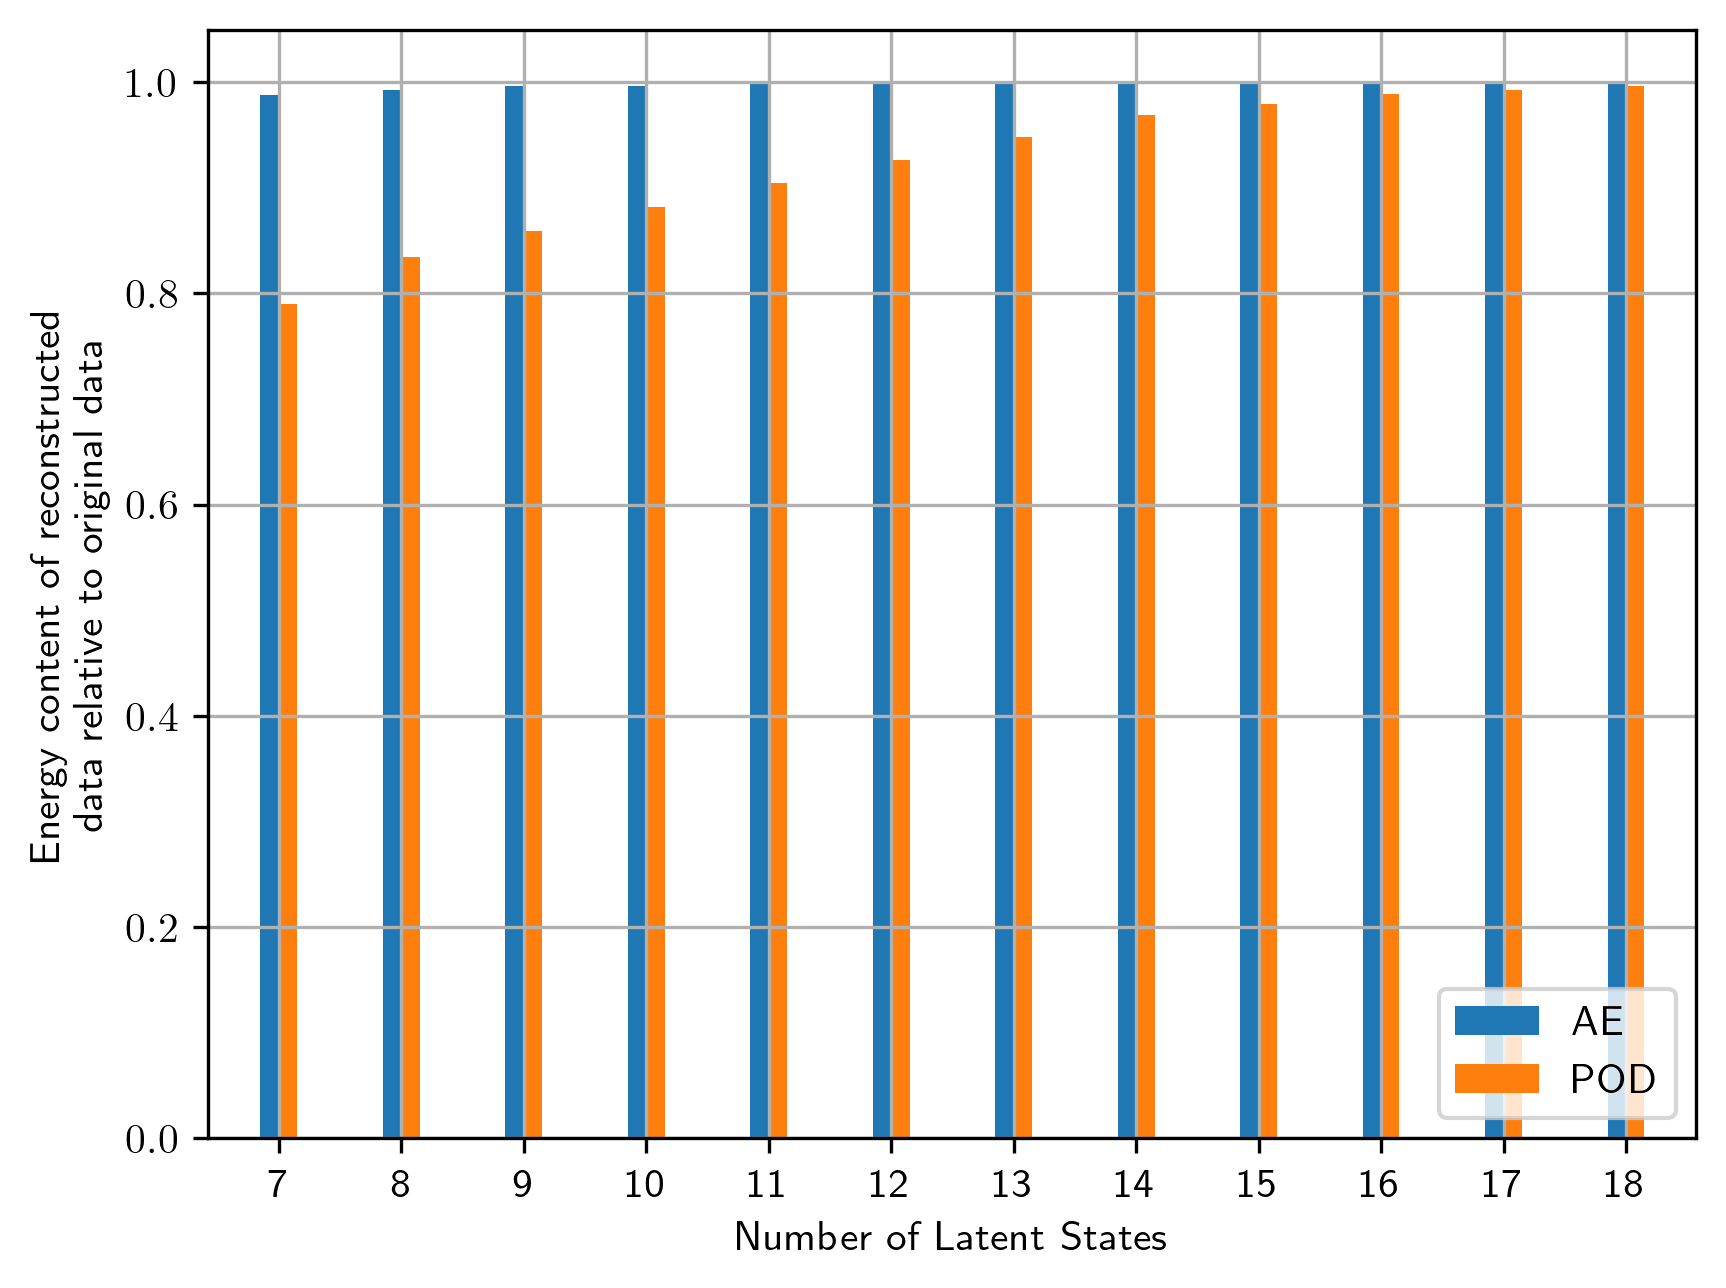 Energy content of reconstructed
data relative to original data
1.0
0.8
0.6
0.4
0.2
0.0
7 8 9 10 11 12 13 14 15 16 17 18
Number of Latent States
AE
POD